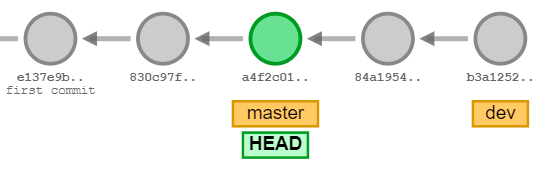 e137e9b.. 830c97f.. a4f2c01.. 84a1954.. b3a1252..
first commit
master dev
HEAD